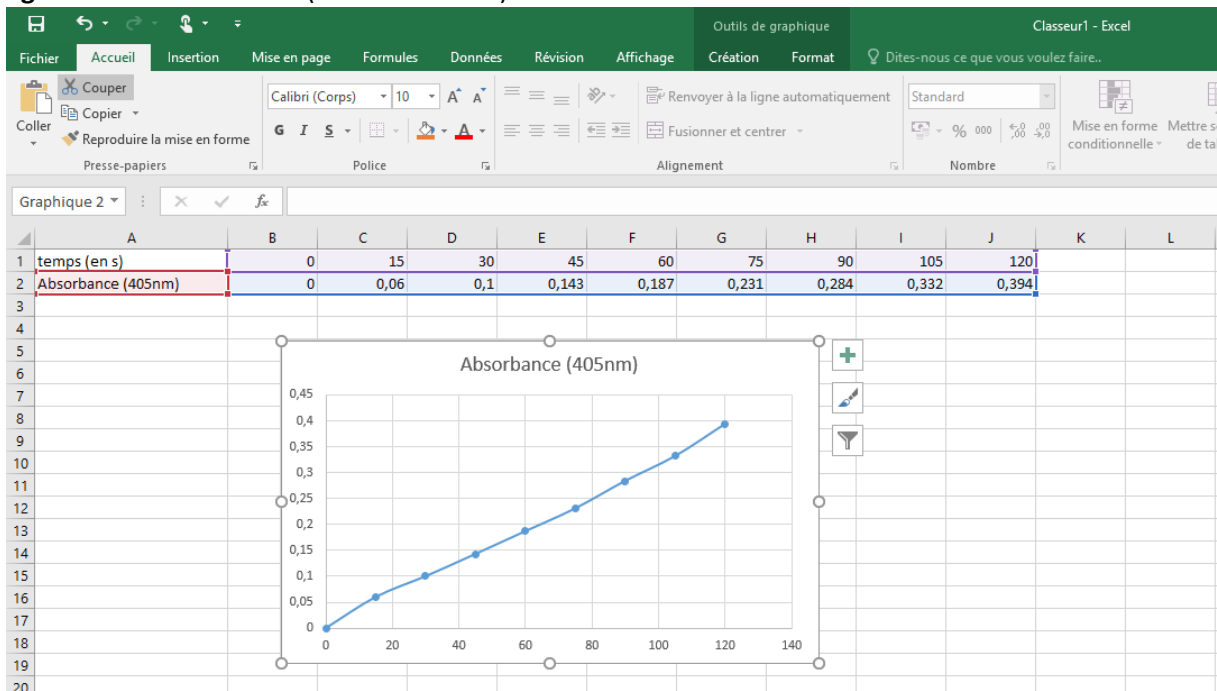 Outils de graphique
Classeur1 - Excel
Fichier Accueil Insertion Mise en page Formules Données Révision Affichage Création Format Dites-nous ce que vous voulez faire..
Coller
Couper
Copier
Reproduire la mise en forme
Presse-papiers
Calibri (Corps) 10 A A
G I S A
Police
Renvoyer à la ligne automatiquement
Fusionner et centrer
Alignement
Standard
% 000 ,00 ,00
Nombre
Mise en forme
conditionnelle
Mettre
Graphique 2 fx
A B C D E F G H I J K L
1 temps (en s) 0 15 30 45 60 75 90 105 120
2 Absorbance (405nm) 0 0,06 0,1 0,143 0,187 0,231 0,284 0,332 0,394
3
4
5
6
7
8
9
10
11
12
13
14
15
16
17
18
19
20
Absorbance (405nm)
0,45
0,4
0,35
0,3
0,25
0,2
0,15
0,1
0,05
0
0 20 40 60 80 100 120 140